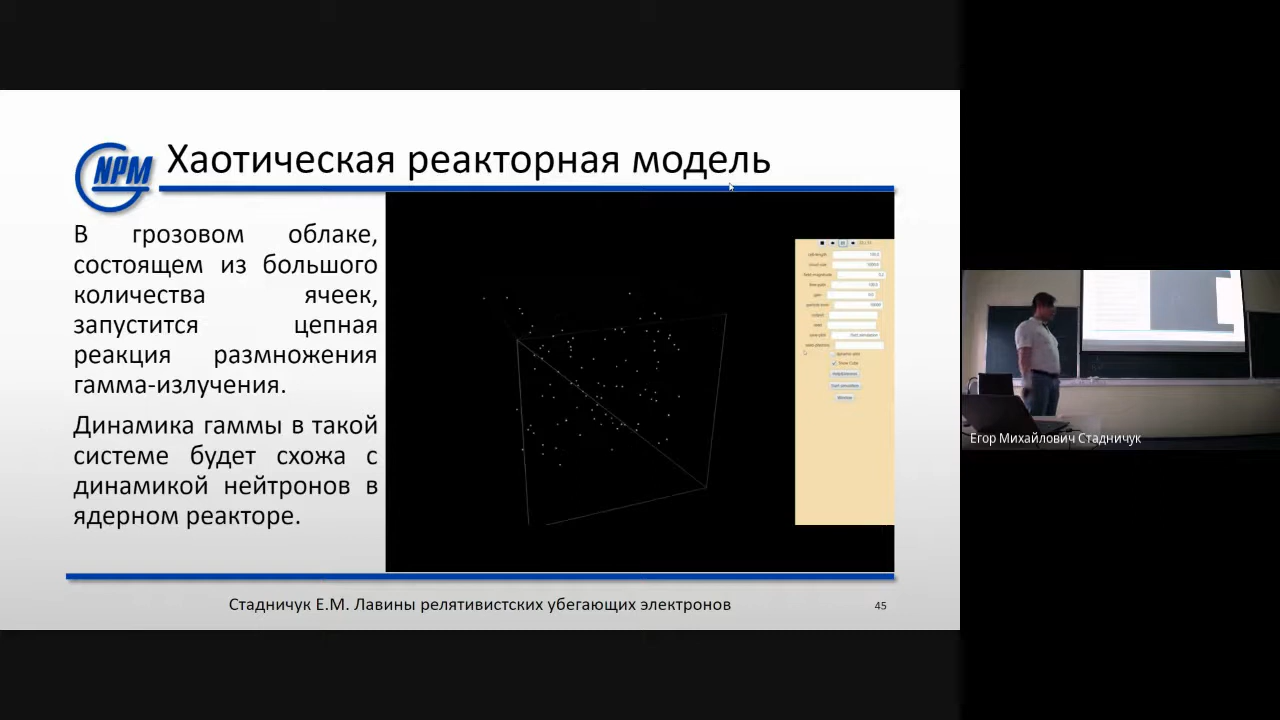 NPM
Хаотическая реакторная модель
В грозовом облаке,
состоящем из большого
количества ячеек,
запустится цепная
реакция размножения
гамма-излучения.
Динамика гаммы в такой
системе будет схожа с
динамикой нейтронов в
ядерном реакторе.
Стадничук Е.М. Лавины релятивистских убегающих электронов
45
Егор Михайлович Стадничук